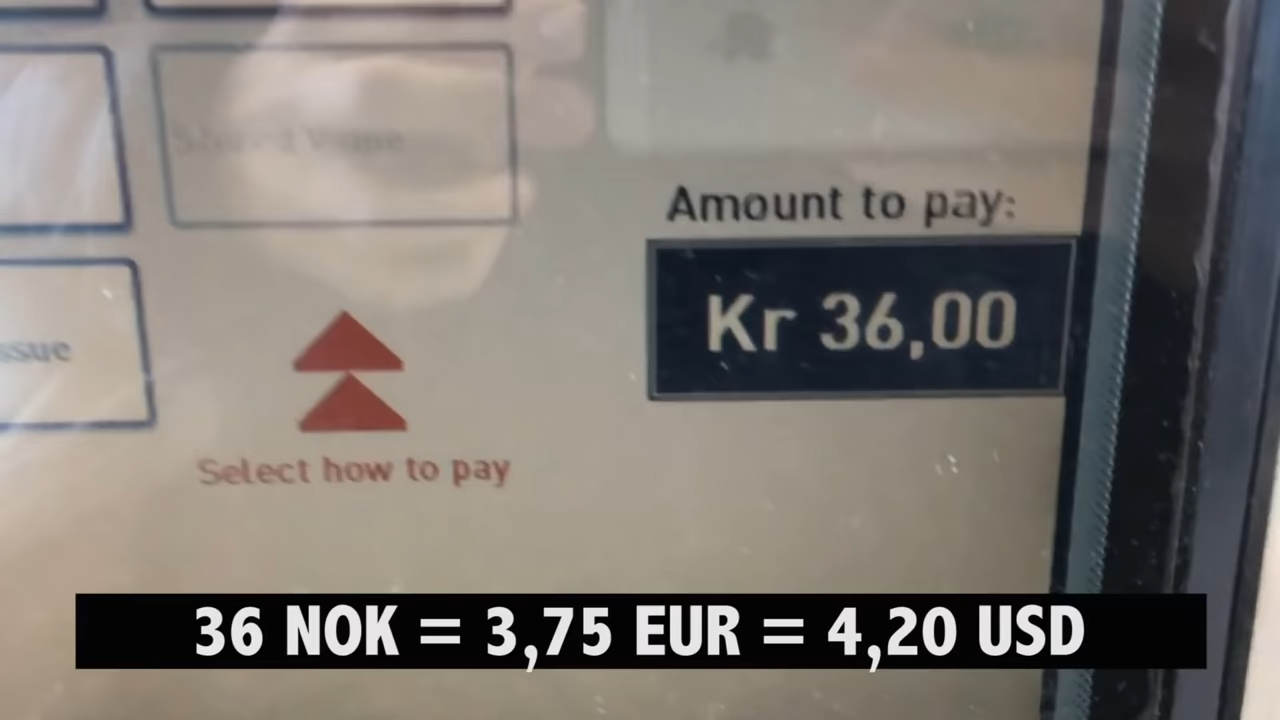 Amount to pay:
Kr 36,00
Select how to pay
36 NOK = 3,75 EUR = 4,20 USD